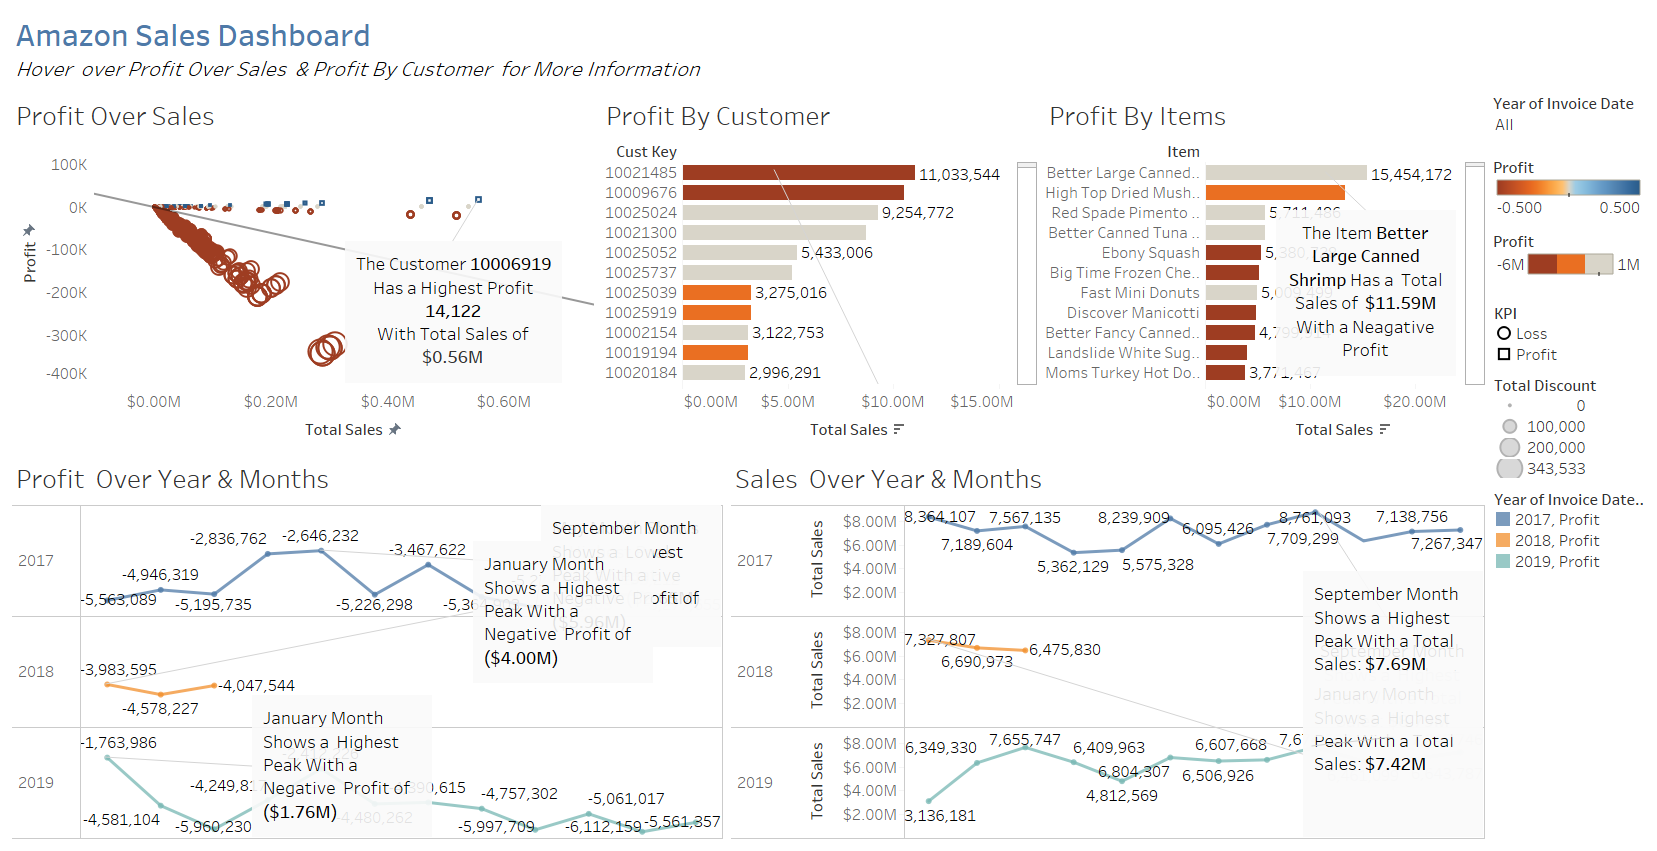 Amazon Sales Dashboard
Hover over Profit Over Sales & Profit By Customer for More Information
Profit Over Sales
Profit
100K
0K
-100K
-200K
-300K
-400K
$0.00M $0.20M $0.40M $0.60M
Total Sales
The Customer 10006919
Has a Highest Profit
14,122
With Total Sales of
$0.56M
Profit By Customer
Cust Key
10021485 11,033,544
10009676
10025024 9,254,772
10021300
10025052 5,433,006
10025737
10025039 3,275,016
10025919
10002154 3,122,753
10019194
10020184 2,996,291
$0.00M $5.00M $10.00M $15.00M
Total Sales
Profit By Items
Item
Better Large Canned.. 15,454,172
High Top Dried Mush..
Red Spade Pimento .. 5,711,486
Better Canned Tuna ..
Ebony Squash
Big Time Frozen Che..
Fast Mini Donuts
Discover Manicotti
Better Fancy Canned..
Landslide White Sug..
Moms Turkey Hot Do.. 3,771,467
$0.00M $10.00M $20.00M
Total Sales
The Item Better
Large Canned
Shrimp Has a Total
Sales of $11.59M
With a Neagative
Profit
Year of Invoice Date
All
Profit
-0.500 0.500
Profit
-6M 1M
KPI
Loss
Profit
Total Discount
0
100,000
200,000
343,533
Year of Invoice Date..
2017, Profit
2018, Profit
2019, Profit
Profit Over Year & Months
2017
-5,563,089
-4,946,319
-5,195,735
-2,836,762
-2,646,232
-5,226,298
-3,467,622
September Month
Shows a Lowest
Peak With a
Negative Profit of
($5.96M)
January Month
Shows a Highest
Peak With a
Negative Profit of
($4.00M)
2018
-3,983,595
-4,578,227
-4,047,544
2019
-1,763,986
-4,581,104
-5,960,230
January Month
Shows a Highest
Peak With a
Negative Profit of
($1.76M)
-4,480,262
-4,757,302
-5,997,709
-5,061,017
-6,112,159
-5,561,357
Sales Over Year & Months
2017
Total Sales
$8.00M
$6.00M
$4.00M
$2.00M
8,364,107
7,189,604
7,567,135
5,362,129
5,575,328
8,239,909
6,095,426
7,709,299
8,761,093
7,138,756
7,267,347
September Month
Shows a Highest
Peak With a Total
Sales: $7.69M
2018
Total Sales
$8.00M
$6.00M
$4.00M
$2.00M
7,327,807
6,690,973
6,475,830
September Month
January Month
Shows a Highest
Peak With a Total
Sales: $7.42M
2019
Total Sales
$8.00M
$6.00M
$4.00M
$2.00M
3,136,181
6,349,330
7,655,747
6,409,963
4,812,569
6,804,307
6,506,926
6,607,668